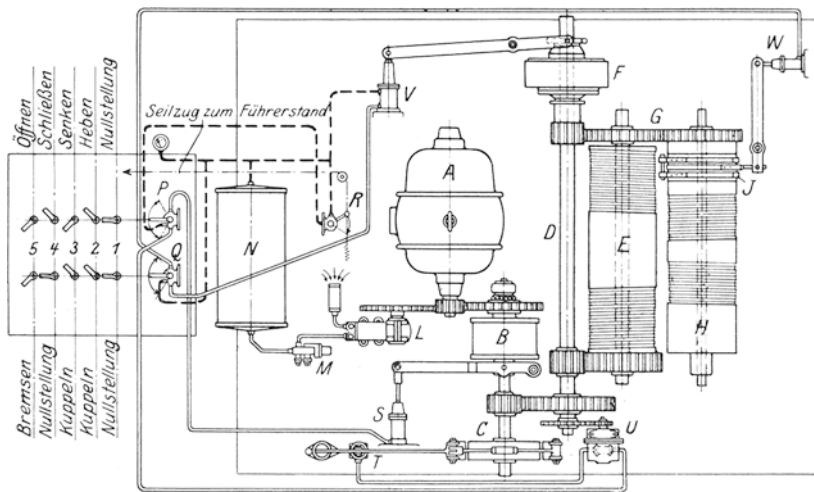 Öffnen
Schließen
Senken
Heben
Nullstellung
Seilzug zum Führerstand
W
V
F
G
A
P
R
J
5 4 3 2 1
Q
N
D
E
H
L
B
M
Bremsen
Nullstellung
Kuppeln
Kuppeln
Nullstellung
S
C
U
T